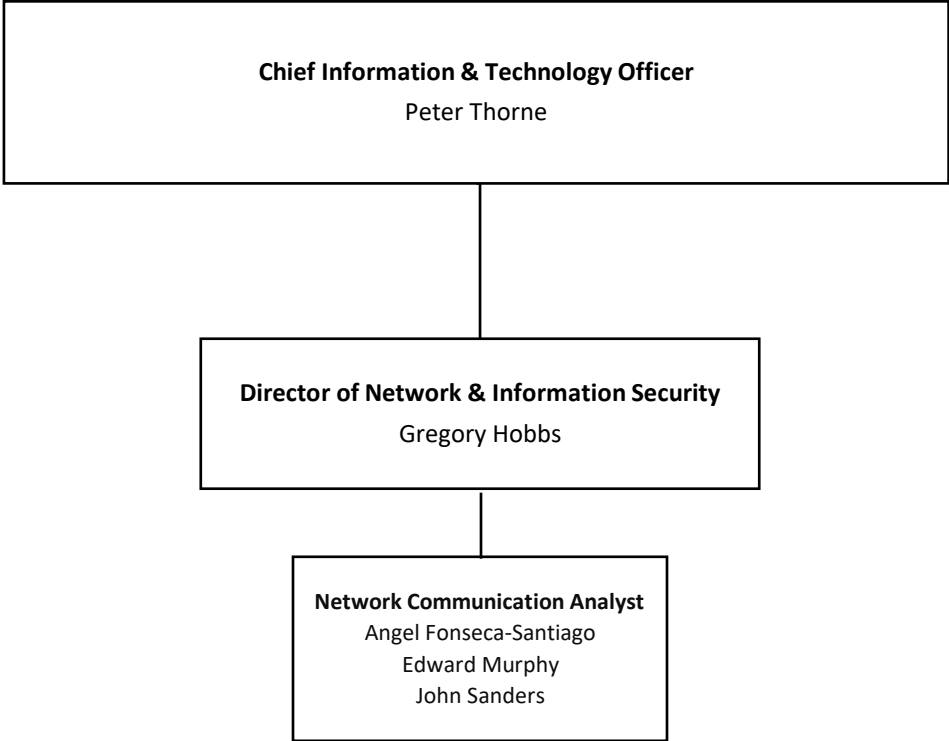 Chief Information & Technology Officer
Peter Thorne
Director of Network & Information Security
Gregory Hobbs
Network Communication Analyst
Angel Fonseca-Santiago
Edward Murphy
John Sanders